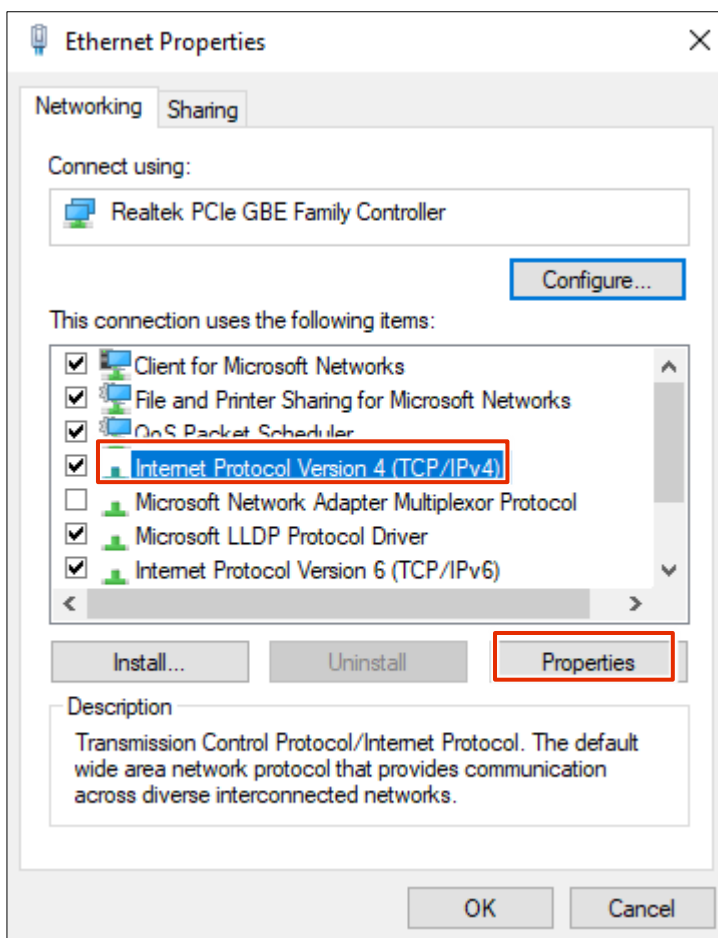 Ethernet Properties
Networking
Sharing
Connect using:
Realtek PCIe GBE Family Controller
Configure...
This connection uses the following items:
Client for Microsoft Networks
File and Printer Sharing for Microsoft Networks
QoS Packet Scheduler
Internet Protocol Version 4 (TCP/IPv4)
Microsoft Network Adapter Multiplexor Protocol
Microsoft LLDP Protocol Driver
Internet Protocol Version 6 (TCP/IPv6)
Install...
Uninstall
Properties
Description
Transmission Control Protocol/Internet Protocol. The default
wide area network protocol that provides communication
across diverse interconnected networks.
OK
Cancel